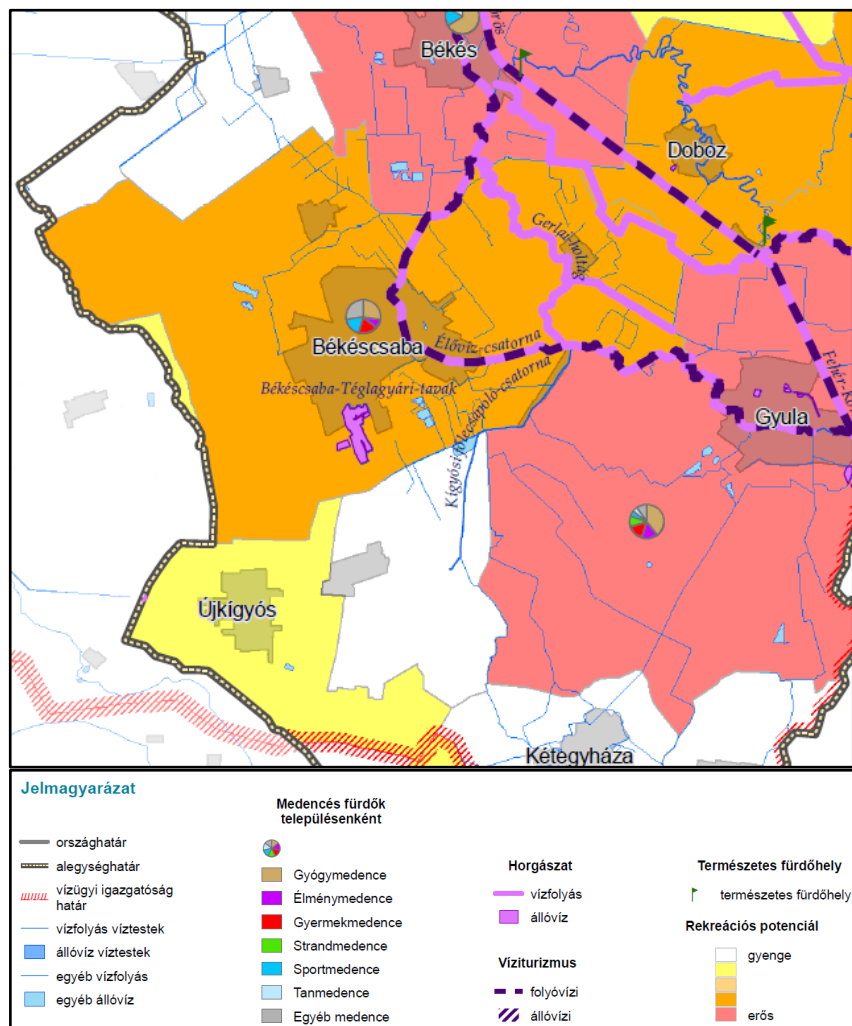 Békés
Doboz
Gerlai-holtág
Békéscsaba
Élővíz-csatorna
Békéscsaba-Téglagyári-tavak
Kígyósi-főcsatorna
Gyula
Újkígyós
Kétegyháza
Jelmagyarázat
országhatár
alegységhatár
vízügyi igazgatóság
határ
vízfolyás víztestek
állóvíz víztestek
egyéb vízfolyás
egyéb állóvíz
Medencés fürdők
településenként
Gyógymedence
Élménymedence
Gyermekmedence
Strandmedence
Sportmedence
Tanmedence
Egyéb medence
Horgászat
vízfolyás
állóvíz
Víziturizmus
folyóvízi
állóvízi
Természetes fürdőhely
természetes fürdőhely
Rekreációs potenciál
gyenge
erős